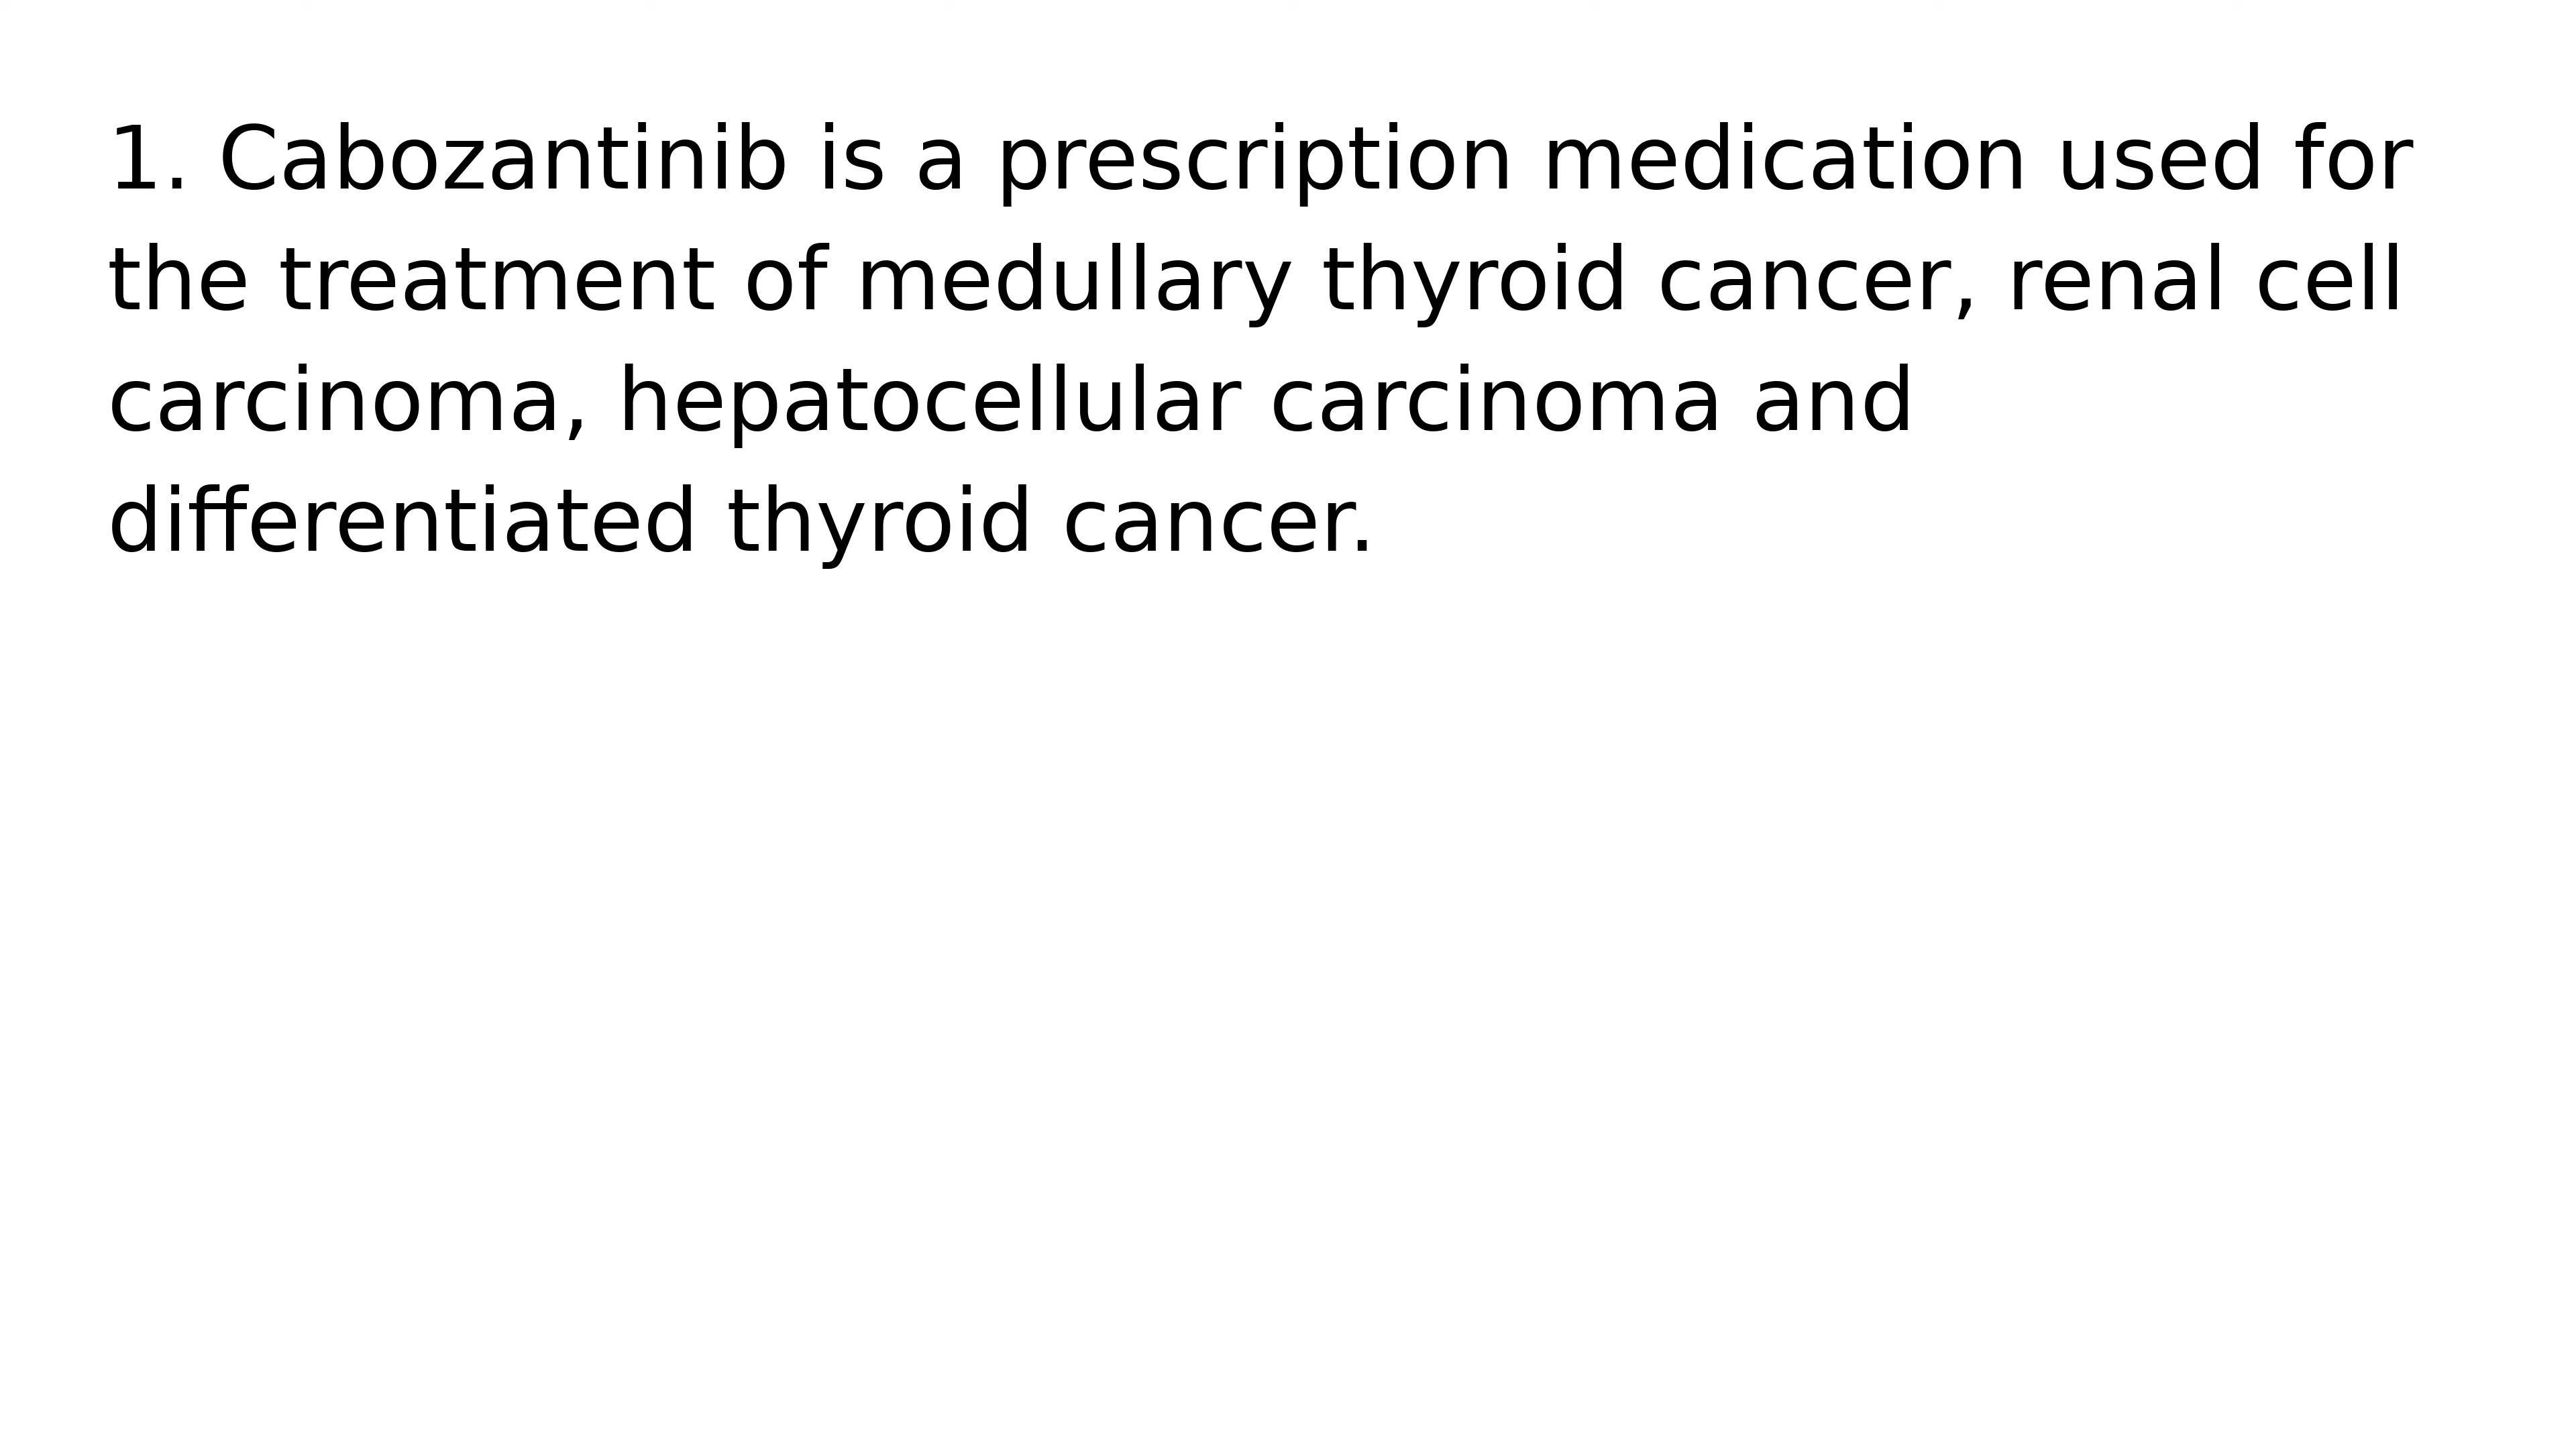 1. Cabozantinib is a prescription medication used for
the treatment of medullary thyroid cancer, renal cell
carcinoma, hepatocellular carcinoma and
differentiated thyroid cancer.